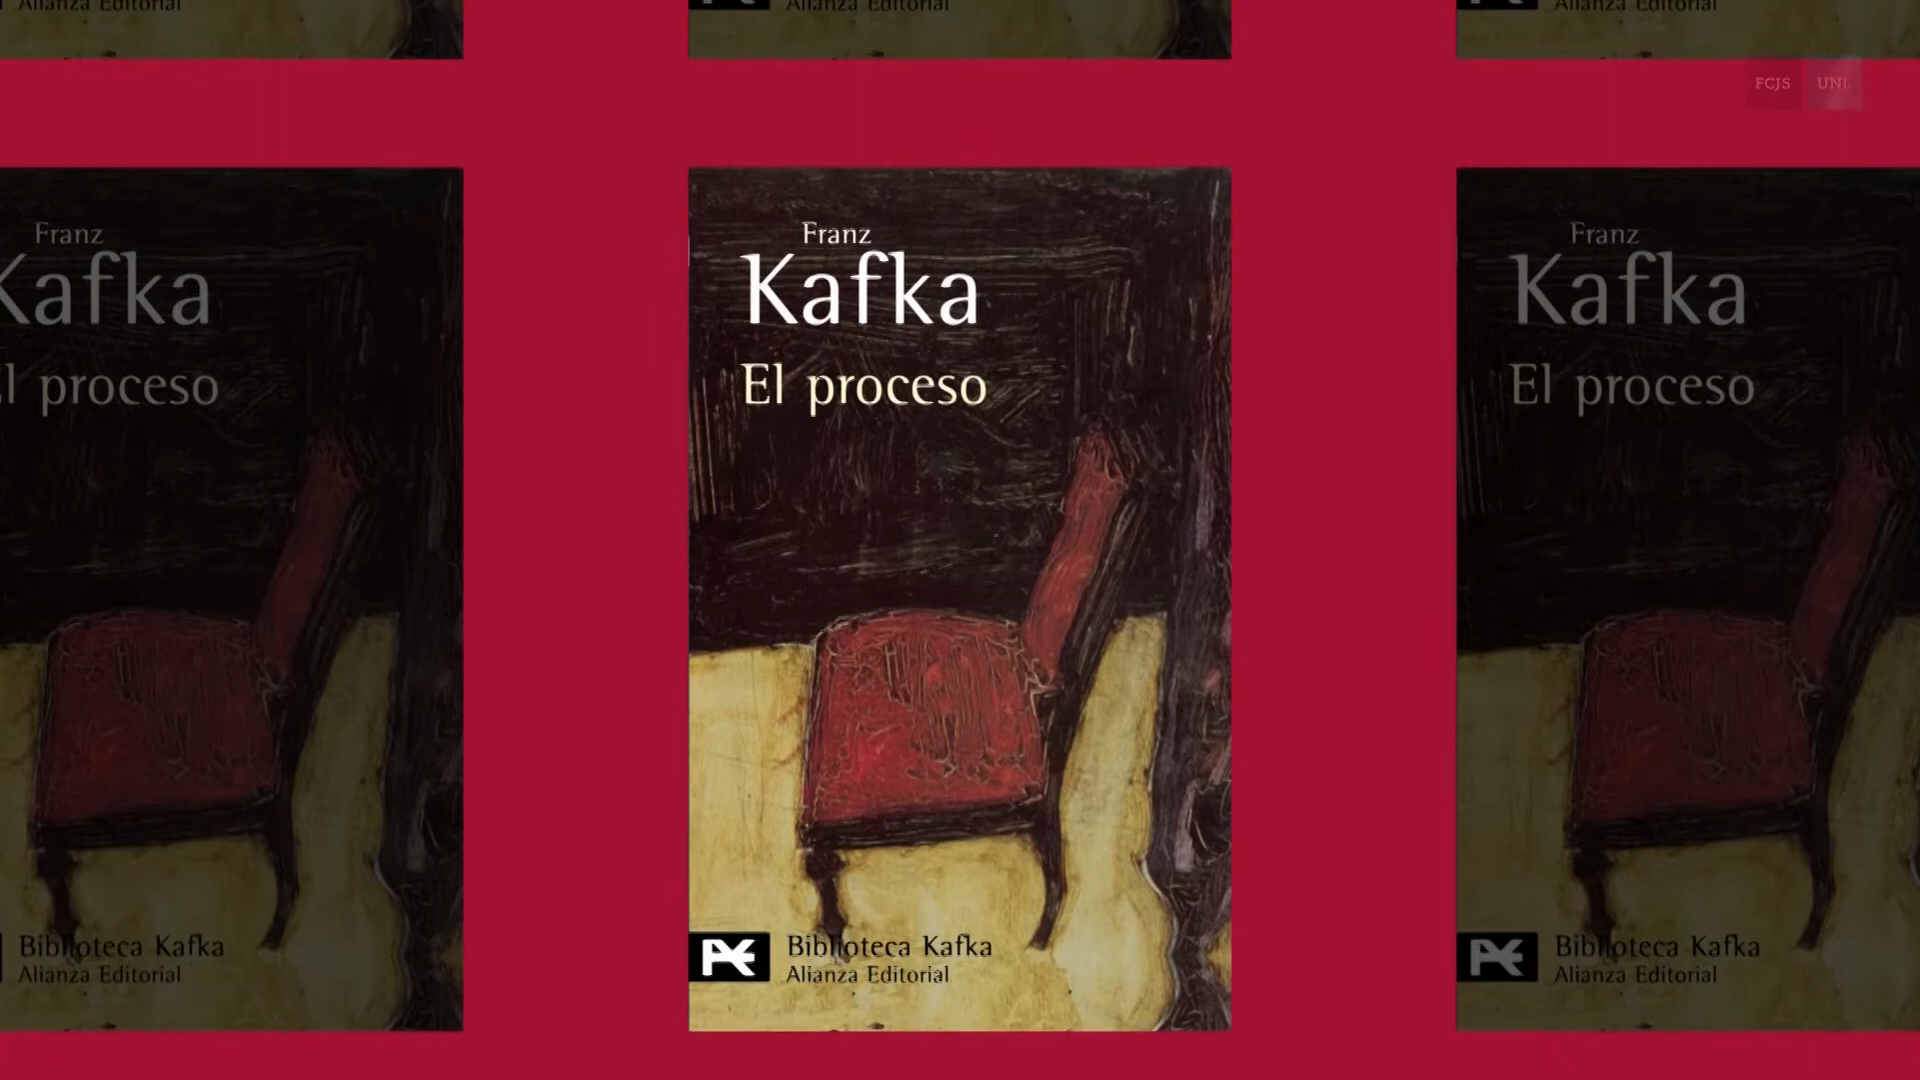 Alianza Editorial
Alianza Editorial
Alianza Editorial
FCJS UNL
Franz
Kafka
El proceso
Biblioteca Kafka
Alianza Editorial
Franz
Kafka
El proceso
Biblioteca Kafka
Alianza Editorial
Franz
Kafka
El proceso
Biblioteca Kafka
Alianza Editorial